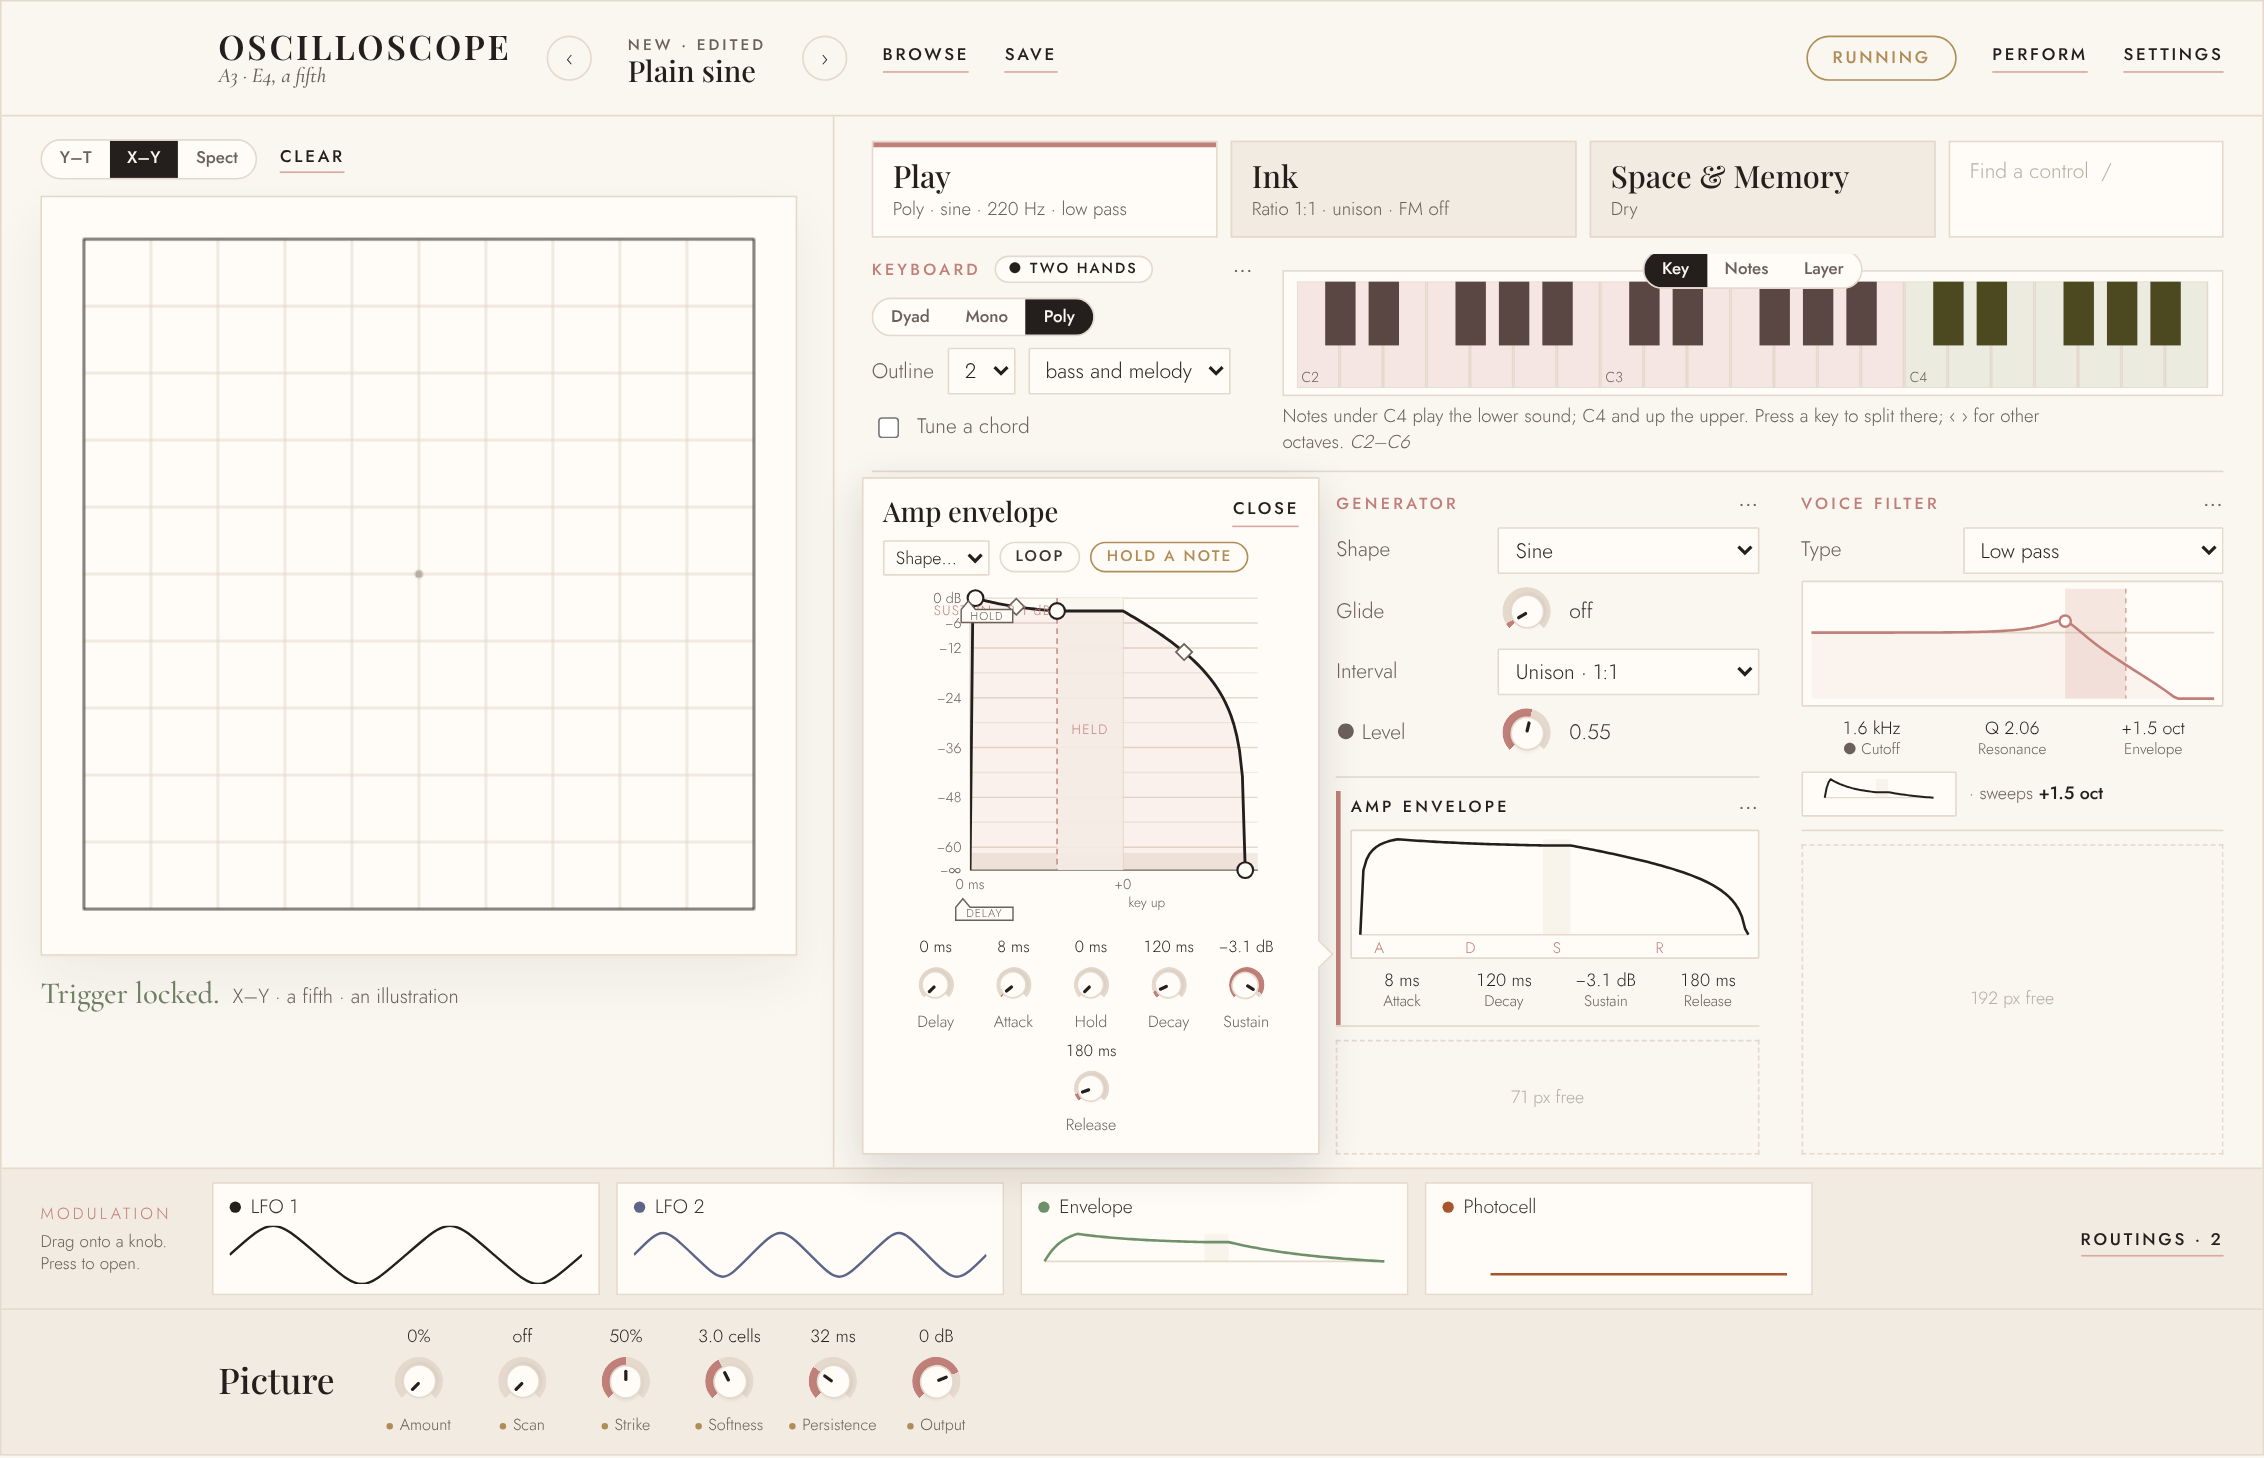 OSCILLOSCOPE
A3 · E4, a fifth
‹
NEW · EDITED
Plain sine
›
BROWSE
SAVE
RUNNING
PERFORM
SETTINGS
Y–T
X–Y
Spect
CLEAR
Trigger locked. X–Y · a fifth · an illustration
Play
Poly · sine · 220 Hz · low pass
Ink
Ratio 1:1 · unison · FM off
Space & Memory
Dry
Find a control /
KEYBOARD
TWO HANDS
...
Dyad
Mono
Poly
Outline
2
bass and melody
Tune a chord
Key
Notes
Layer
C2
C3
C4
Notes under C4 play the lower sound; C4 and up the upper. Press a key to split there; ‹ › for other
octaves. C2–C6
Amp envelope
CLOSE
Shape...
LOOP
HOLD A NOTE
0 dB
HOLD
−6
−12
−24
−36
−48
−60
−∞
HELD
0 ms
+0
key up
DELAY
0 ms
8 ms
0 ms
120 ms
−3.1 dB
Delay
Attack
Hold
Decay
Sustain
180 ms
Release
GENERATOR
...
Shape
Sine
Glide
off
Interval
Unison · 1:1
Level
0.55
AMP ENVELOPE
...
A
D
S
R
8 ms
120 ms
−3.1 dB
180 ms
Attack
Decay
Sustain
Release
71 px free
VOICE FILTER
...
Type
Low pass
1.6 kHz
Q 2.06
+1.5 oct
Cutoff
Resonance
Envelope
· sweeps +1.5 oct
192 px free
MODULATION
Drag onto a knob.
Press to open.
LFO 1
LFO 2
Envelope
Photocell
ROUTINGS · 2
Picture
0%
off
50%
3.0 cells
32 ms
0 dB
Amount
Scan
Strike
Softness
Persistence
Output